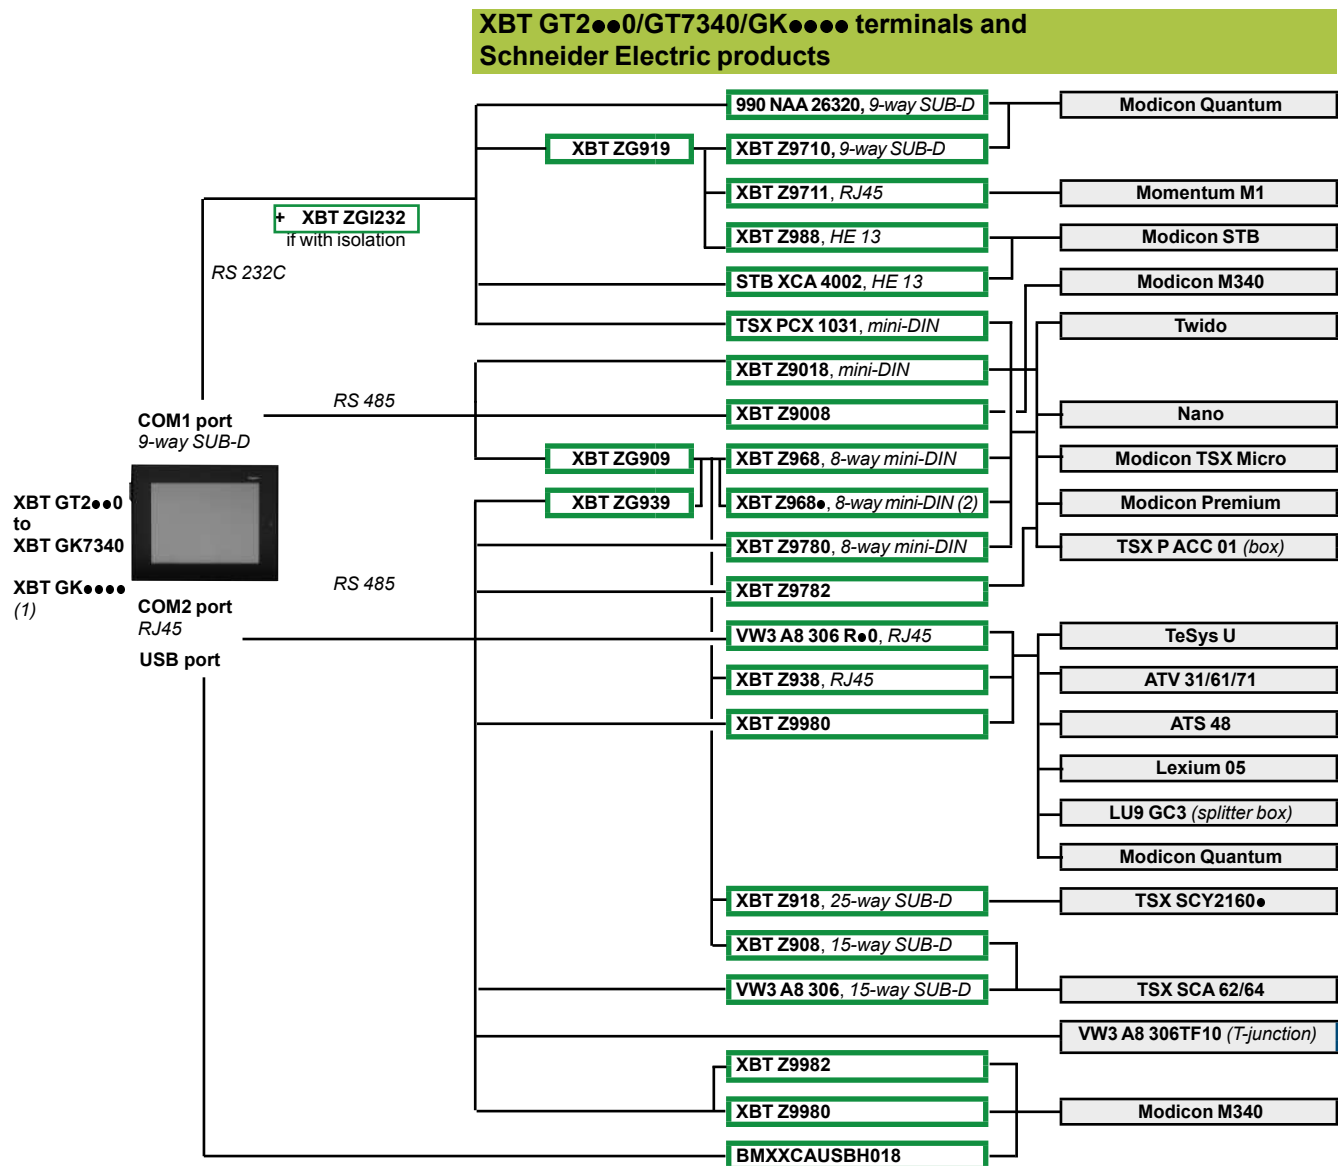 XBT GT2●●0/GT7340/GK●●●● terminals and
Schneider Electric products
990 NAA 26320, 9-way SUB-D
Modicon Quantum
XBT ZG919
XBT Z9710, 9-way SUB-D
XBT Z9711, RJ45
Momentum M1
+ XBT ZGI232
if with isolation
XBT Z988, HE 13
Modicon STB
RS 232C
STB XCA 4002, HE 13
Modicon M340
TSX PCX 1031, mini-DIN
Twido
XBT Z9018, mini-DIN
RS 485
XBT Z9008
Nano
COM1 port
9-way SUB-D
XBT ZG909
XBT Z968, 8-way mini-DIN
Modicon TSX Micro
XBT ZG939
XBT Z968●, 8-way mini-DIN (2)
Modicon Premium
XBT GT2●●0
to
XBT GK7340
XBT Z9780, 8-way mini-DIN
TSX P ACC 01 (box)
XBT GK●●●●
(1)
RS 485
XBT Z9782
COM2 port
RJ45
VW3 A8 306 R●0, RJ45
TeSys U
USB port
XBT Z938, RJ45
ATV 31/61/71
XBT Z9980
ATS 48
Lexium 05
LU9 GC3 (splitter box)
Modicon Quantum
XBT Z918, 25-way SUB-D
TSX SCY2160●
XBT Z908, 15-way SUB-D
VW3 A8 306, 15-way SUB-D
TSX SCA 62/64
VW3 A8 306TF10 (T-junction)
XBT Z9982
XBT Z9980
Modicon M340
BMXXCAUSBH018